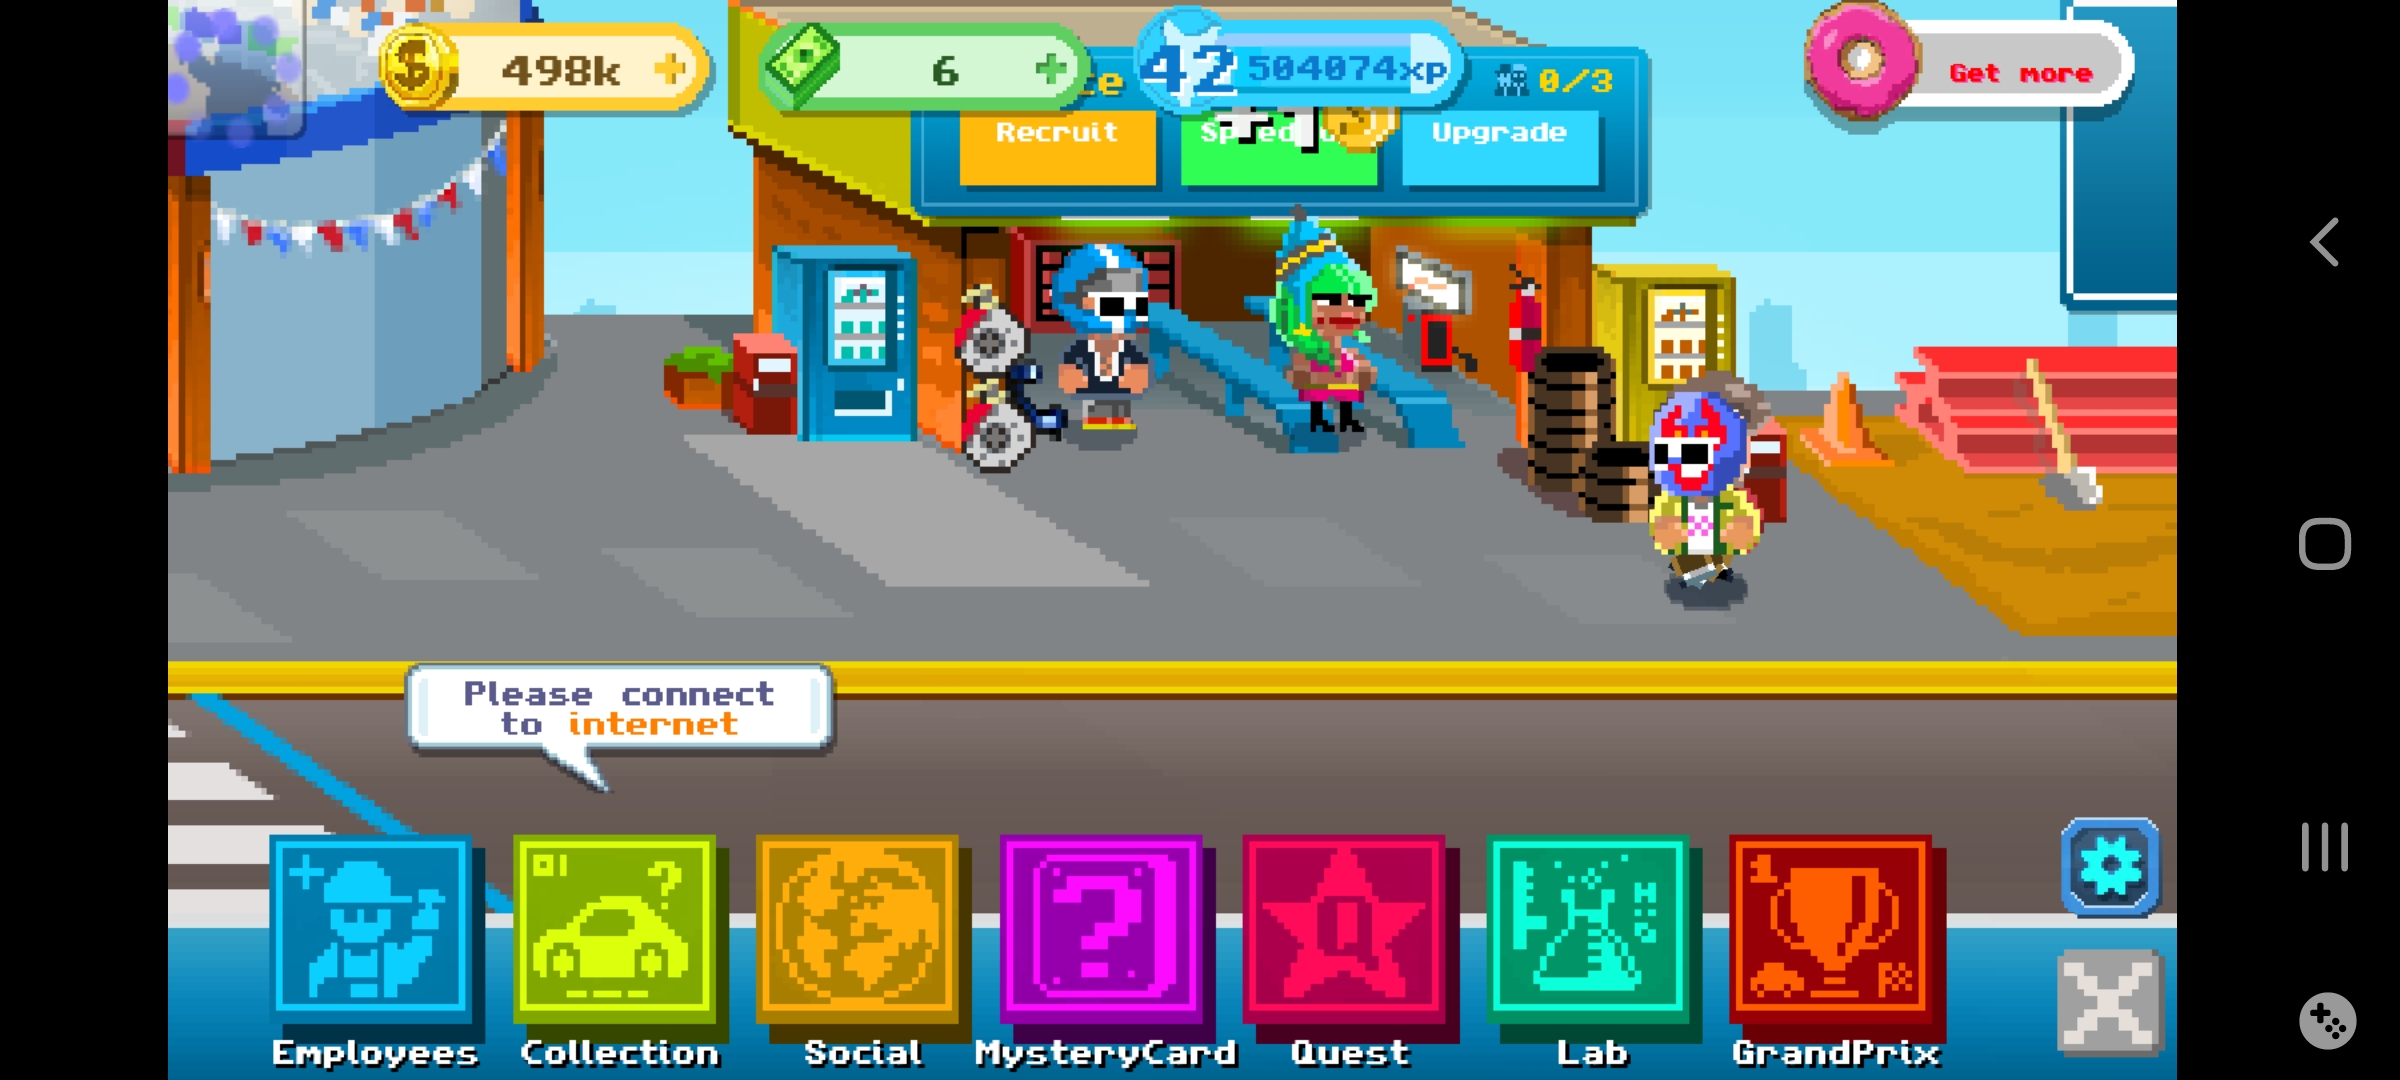 498k
6
42 504074xp
0/3
Get more
Recruit
Upgrade
Please connect
to internet
Employees
Collection
Social
MysteryCard
Quest
Lab
GrandPrix